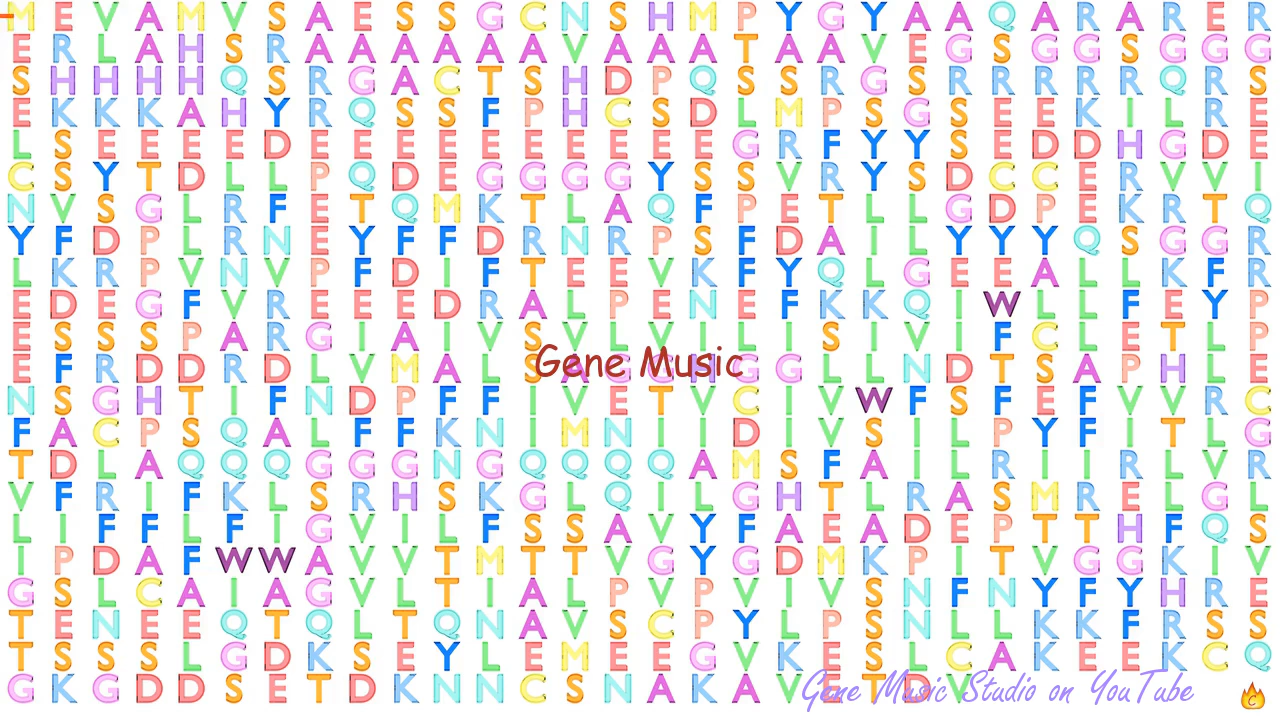 M E V A M V S A E S S G C N S H M P Y G Y A A Q A R A R E R
E R L A H S R A A A A A A V A A A T A A V E G S G G S G G G
S H H H H Q S R G A C T S H D P Q S S R G S R R R R R Q R S
E K K K A H Y R Q S S F P H C S D L M P S G S E E K I L R E
L S E E E E D E E E E E E E E E E G R F Y Y S E D D H G D E
C S Y T D L L P Q D E G G G G Y S S V R Y S D C C E R V V I
N V S G L R F E T Q M K T L A Q F P E T L L G D P E K R T Q
Y F D P L R N E Y F F D R N R P S F D A I L Y Y Y Q S G G R
L K R P V N V P F D I F T E E V K F Y Q L G E E A L L K F R
E D E G F V R E E E D R A L P E N E F K K Q I W L L F E Y P
E S S S P A R G I A I V S V L V I L I S I V I F C L E T L P
Gene Music
E F R D D R D L V M A L S A G G H G G L L N D T S A P H L E
N S G H T I F N D P F F I V E T V C I V W F S F E F V V R C
F A C P S Q A L F F K N I M N I I D I V S I L P Y F I T L G
T D L A Q Q Q G G G N G Q Q Q Q A M S F A I L R I I R L V R
V F R I F K L S R H S K G L Q I L G H T L R A S M R E L G L
L I F F L F I G V I L F S S A V Y F A E A D E P T T H F Q S
I P D A F W W A V V T M T T V G Y G D M K P I T V G G K I V
G S L C A I A G V L T I A L P V P V I V S N F N Y F Y H R E
T E N E E Q T Q L T Q N A V S C P Y L P S N L L K K F R S S
T S S S L G D K S E Y L E M E E G V K E S L C A K E E K C Q
G K G D D S E T D K N N C S N A K A V E T D V
Gene Music Studio on YouTube
C